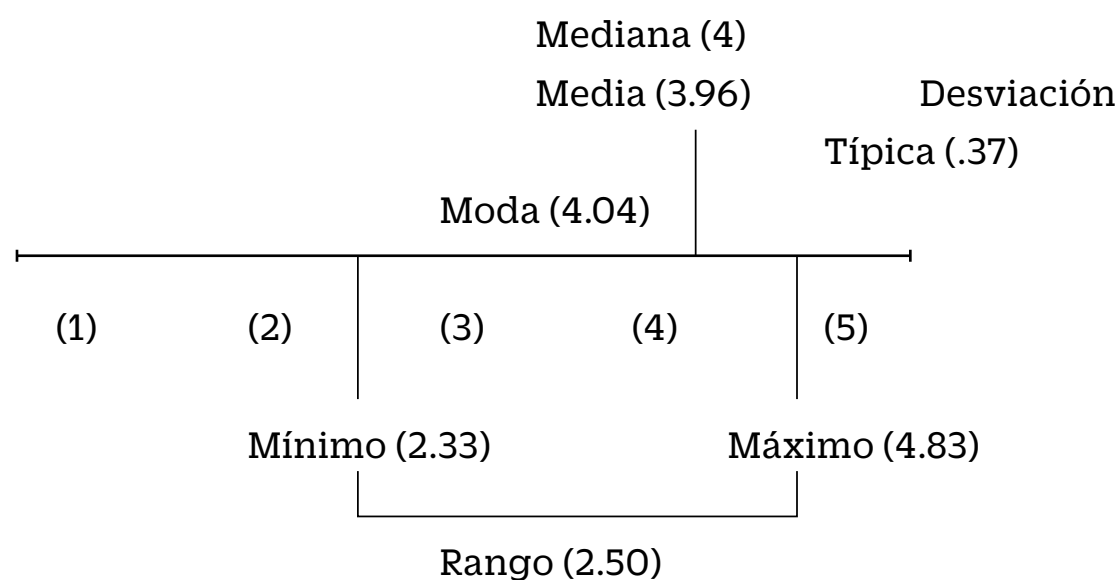 Mediana (4)
Media (3.96) Desviación
Típica (.37)
Moda (4.04)
(1) (2) (3) (4) (5)
Mínimo (2.33) Máximo (4.83)
Rango (2.50)